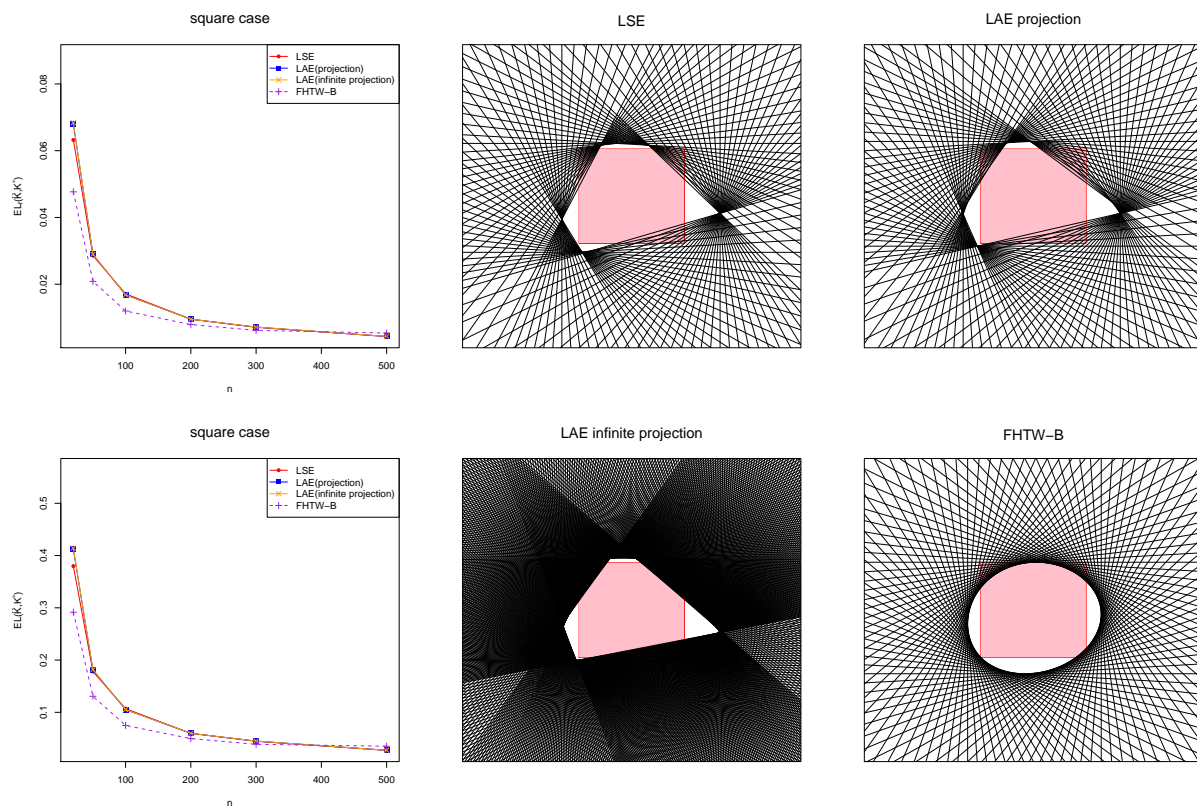 square case
LSE
LAE(projection)
LAE(infinite projection)
FHTW−B
0.02
0.04
0.06
0.08
100
200
300
400
500
n
LSE
LAE projection
square case
LSE
LAE(projection)
LAE(infinite projection)
FHTW−B
0.1
0.2
0.3
0.4
0.5
100
200
300
400
500
n
LAE infinite projection
FHTW−B